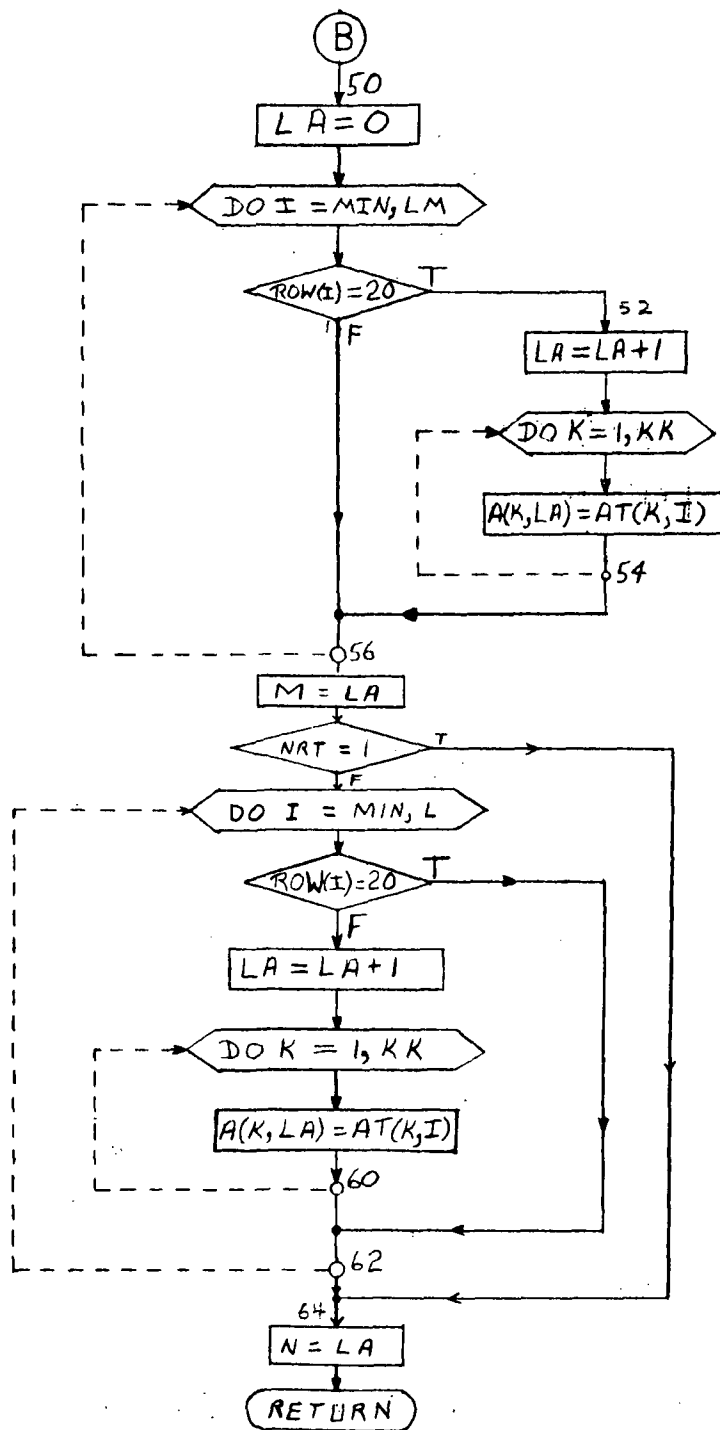 B
50
LA=0
DO I=MIN, LM
ROW(I)=20
T
F
52
LA=LA+1
DO K=1, KK
A(K,LA)=AT(K,I)
54
56
M = LA
NRT = 1
T
F
DO I = MIN, L
ROW(I)=20
T
F
LA=LA+1
DO K = 1, KK
A(K, LA)=AT(K,I)
60
62
64
N=LA
RETURN